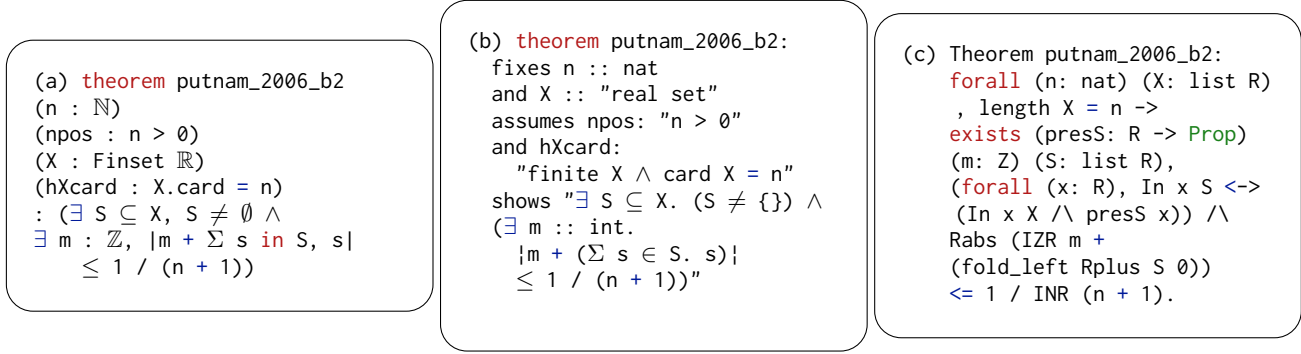 (a) theorem putnam_2006_b2
(n : ℕ)
(npos : n > 0)
(X : Finset ℝ)
(hXcard : X.card = n)
: (∃ S ⊆ X, S ≠ ∅ ∧
∃ m : ℤ, |m + Σ s in S, s|
≤ 1 / (n + 1))
(b) theorem putnam_2006_b2:
fixes n :: nat
and X :: "real set"
assumes npos: "n > 0"
and hXcard:
"finite X ∧ card X = n"
shows "∃ S ⊆ X. (S ≠ {}) ∧
(∃ m :: int.
¦m + (Σ s ∈ S. s)¦
≤ 1 / (n + 1))"
(c) Theorem putnam_2006_b2:
forall (n: nat) (X: list R)
, length X = n ->
exists (presS: R -> Prop)
(m: Z) (S: list R),
(forall (x: R), In x S <->
(In x X /\ presS x)) /\
Rabs (IZR m +
(fold_left Rplus S 0))
<= 1 / INR (n + 1).